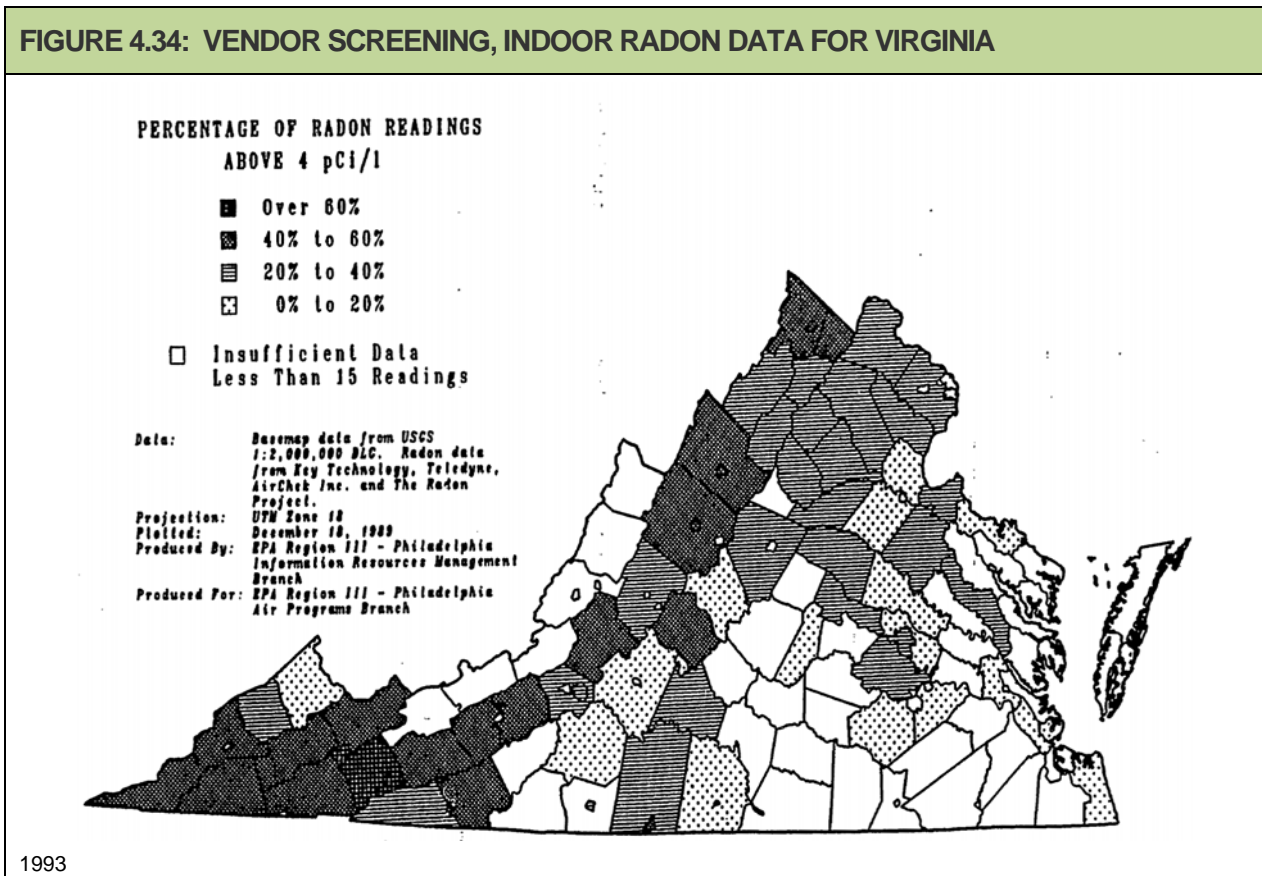 FIGURE 4.34: VENDOR SCREENING, INDOOR RADON DATA FOR VIRGINIA
PERCENTAGE OF RADON READINGS
ABOVE 4 pCi/l
Over 60%
40% to 60%
20% to 40%
0% to 20%
Insufficient Data
Less Than 15 Readings
Data: Basemap data from USGS
1:2,000,000 DLG. Radon data
from Key Technology, Teledyne,
AirChek Inc. and The Radon
Project.
Projection: UTM Zone 18
Plotted: December 18, 1989
Produced By: EPA Region III - Philadelphia
Information Resources Management
Branch
Produced For: EPA Region III - Philadelphia
Air Programs Branch
1993